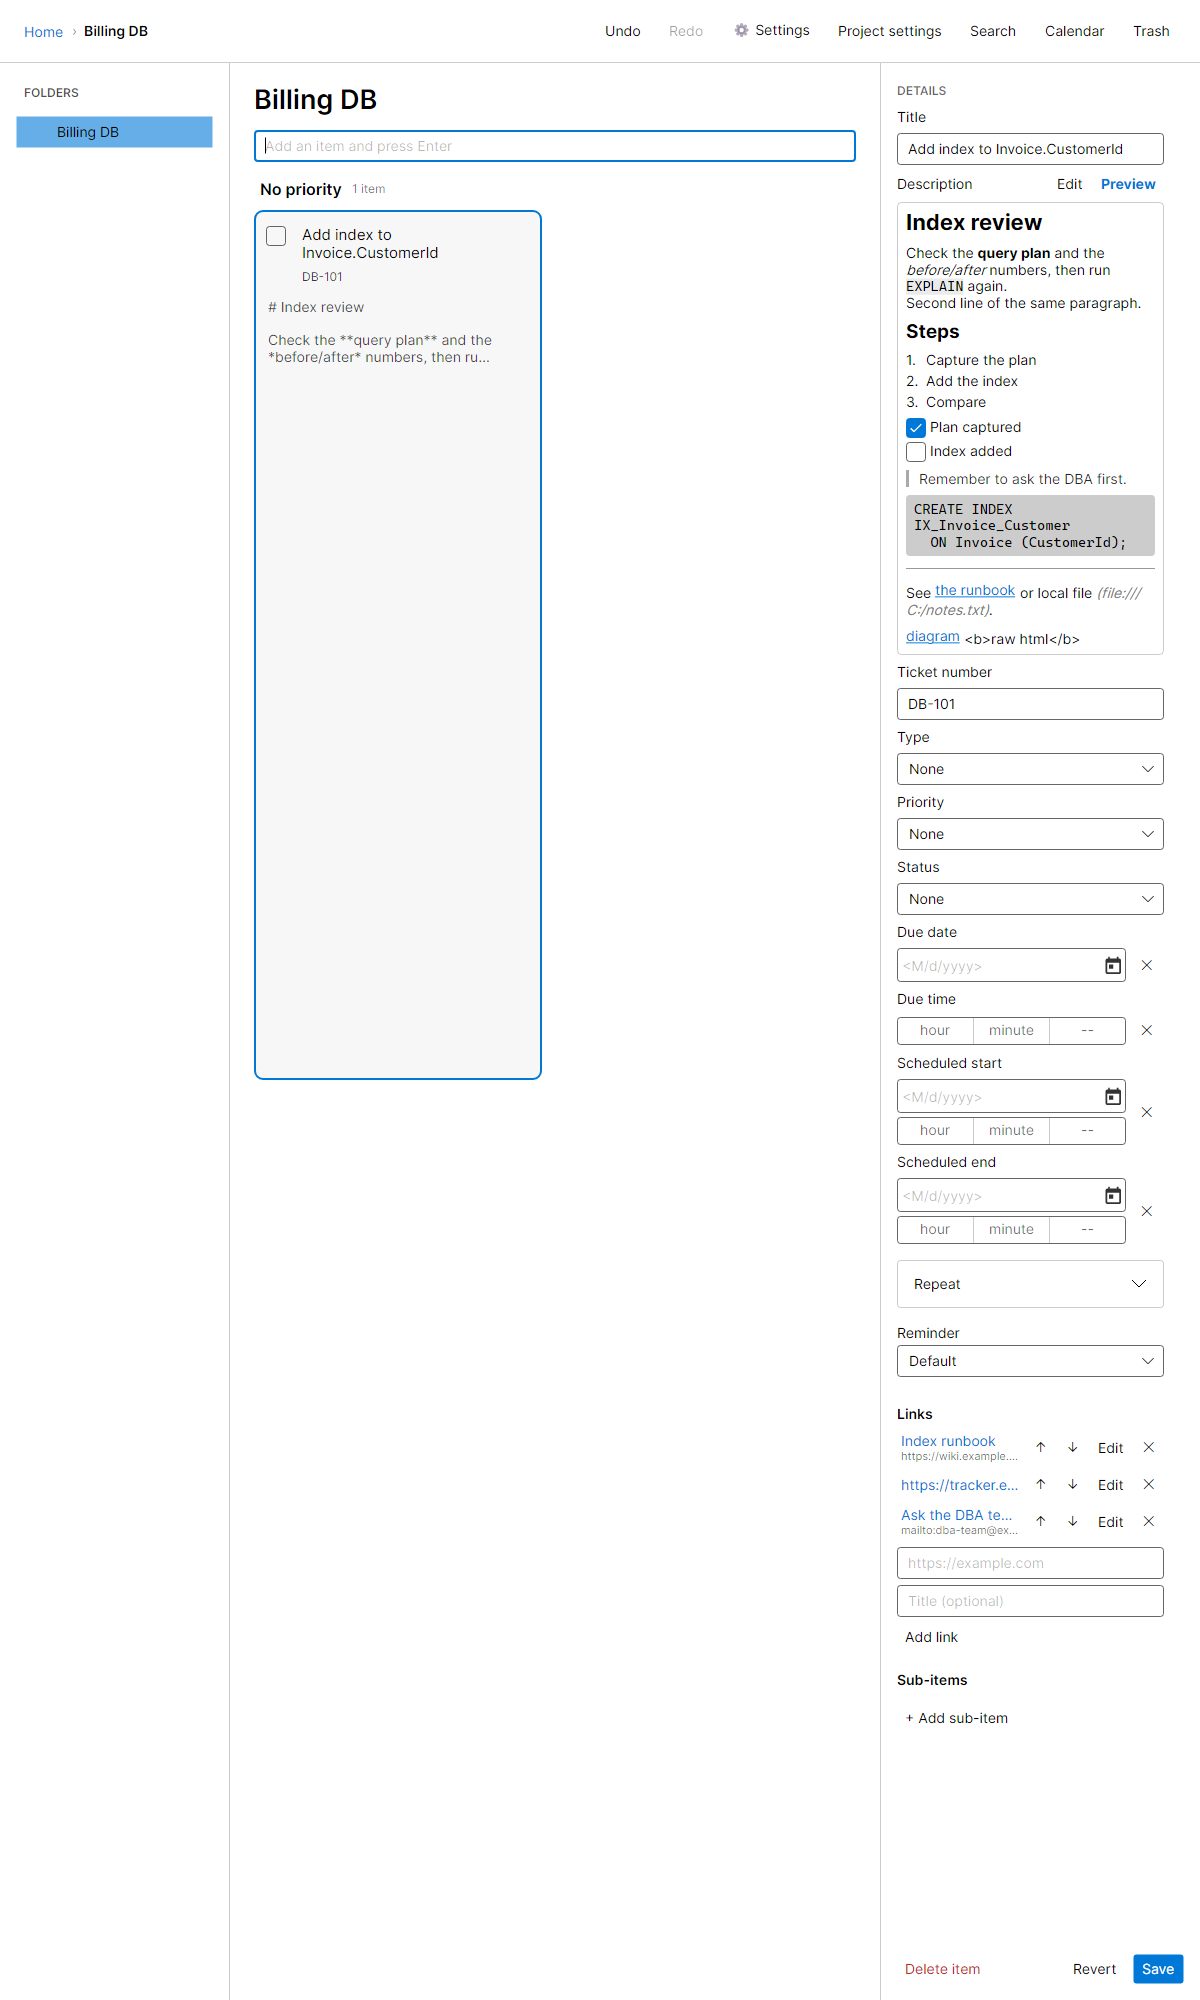 Home › Billing DB
Undo
Redo
Settings
Project settings
Search
Calendar
Trash
FOLDERS
Billing DB
Billing DB
Add an item and press Enter
No priority 1 item
Add index to
Invoice.CustomerId
DB-101
# Index review
Check the **query plan** and the
*before/after* numbers, then ru...
DETAILS
Title
Add index to Invoice.CustomerId
Description Edit Preview
Index review
Check the query plan and the
before/after numbers, then run
EXPLAIN again.
Second line of the same paragraph.
Steps
1. Capture the plan
2. Add the index
3. Compare
Plan captured
Index added
Remember to ask the DBA first.
CREATE INDEX
IX_Invoice_Customer
ON Invoice (CustomerId);
See the runbook or local file (file:///
C:/notes.txt).
diagram <b>raw html</b>
Ticket number
DB-101
Type
None
Priority
None
Status
None
Due date
<M/d/yyyy>
Due time
hour minute --
Scheduled start
<M/d/yyyy>
hour minute --
Scheduled end
<M/d/yyyy>
hour minute --
Repeat
Reminder
Default
Links
Index runbook
https://wiki.example....
↑ ↓ Edit
https://tracker.e...
↑ ↓ Edit
Ask the DBA te...
mailto:dba-team@ex...
↑ ↓ Edit
https://example.com
Title (optional)
Add link
Sub-items
+ Add sub-item
Delete item Revert Save